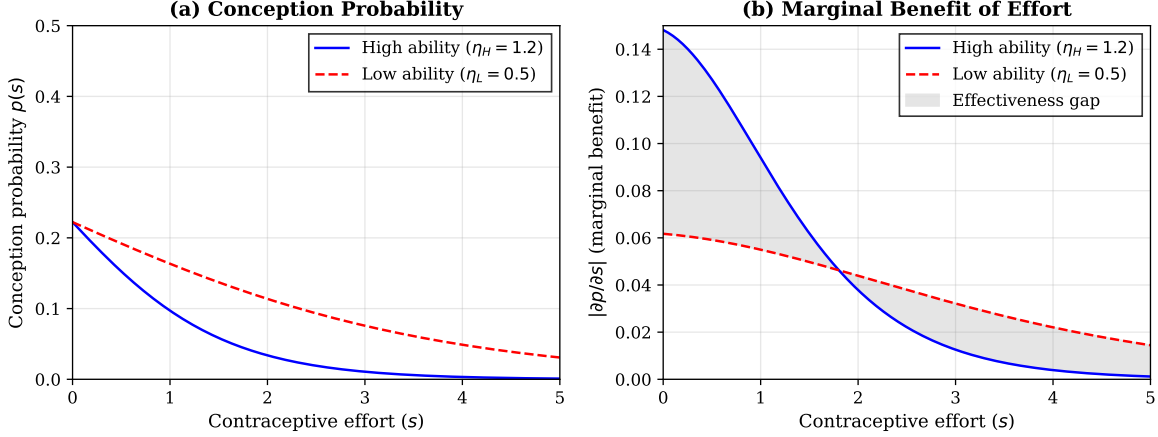 (a) Conception Probability
Conception probability p(s)
0.5
0.4
0.3
0.2
0.1
0.0
High ability (η_H = 1.2)
Low ability (η_L = 0.5)
0 1 2 3 4 5
Contraceptive effort (s)
(b) Marginal Benefit of Effort
|∂p/∂s| (marginal benefit)
0.14
0.12
0.10
0.08
0.06
0.04
0.02
0.00
High ability (η_H = 1.2)
Low ability (η_L = 0.5)
Effectiveness gap
0 1 2 3 4 5
Contraceptive effort (s)